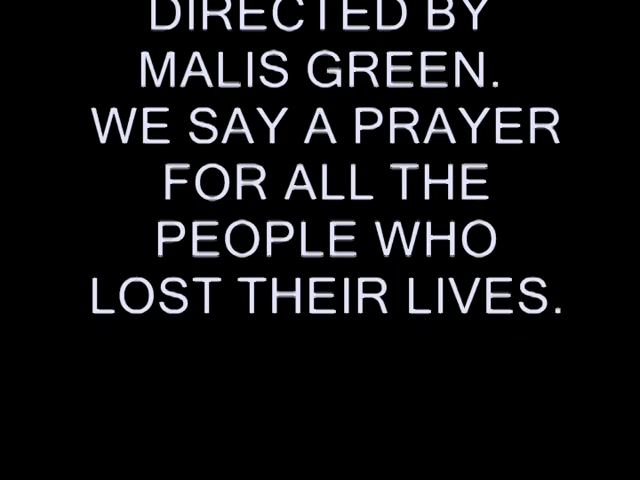 DIRECTED BY
MALIS GREEN.
WE SAY A PRAYER
FOR ALL THE
PEOPLE WHO
LOST THEIR LIVES.